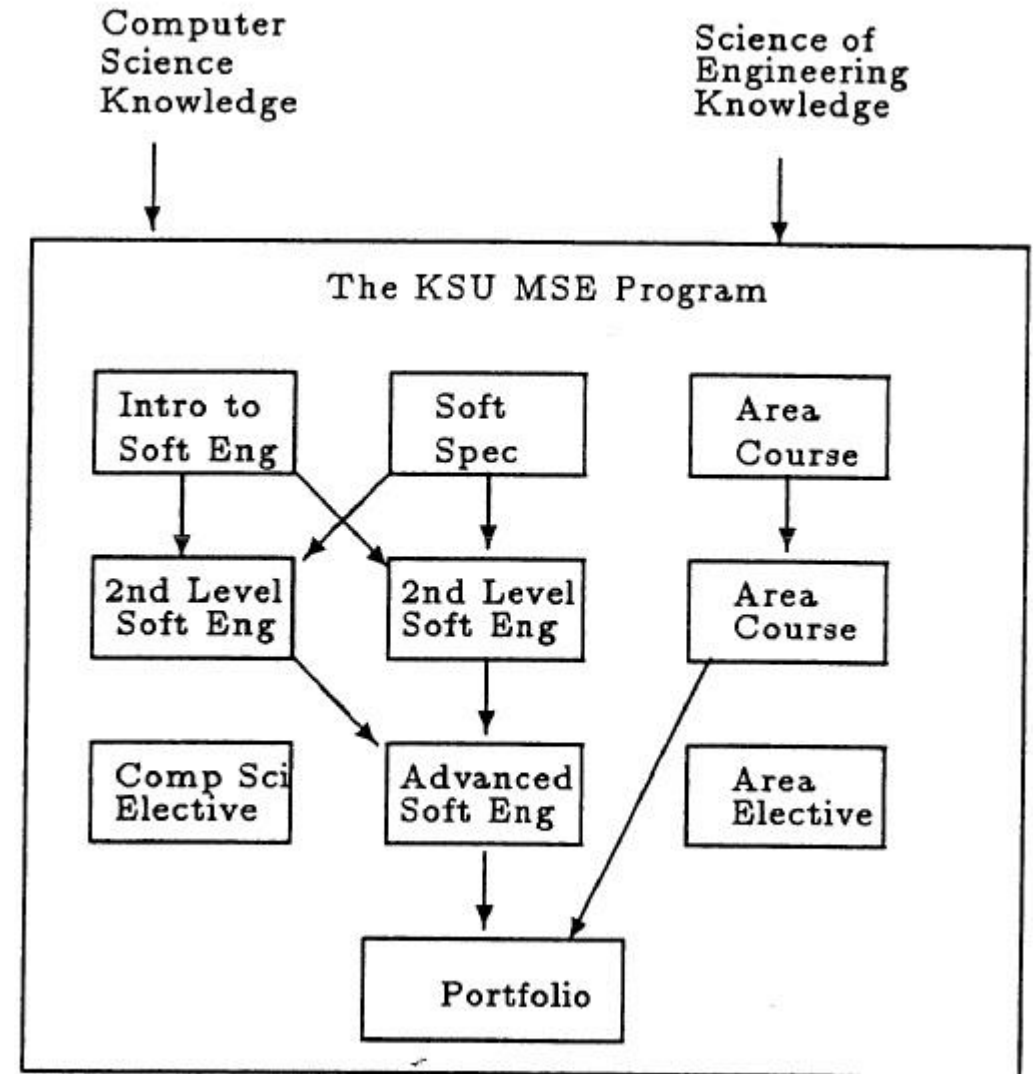 Computer
Science
Knowledge
Science of
Engineering
Knowledge
The KSU MSE Program
Intro to
Soft Eng
Soft
Spec
Area
Course
2nd Level
Soft Eng
2nd Level
Soft Eng
Area
Course
Comp Sci
Elective
Advanced
Soft Eng
Area
Elective
Portfolio